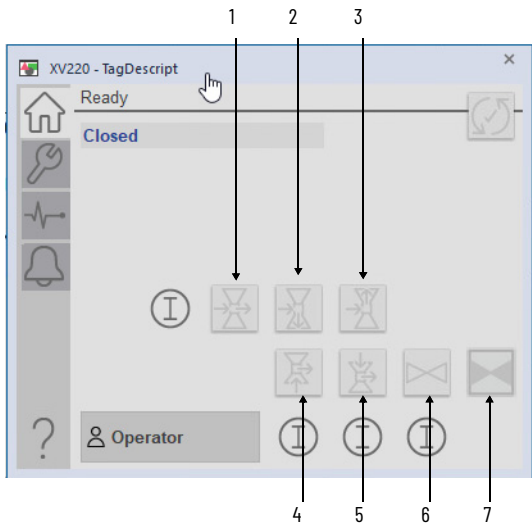 1 2 3
XV220 - TagDescript ×
Ready
Closed
I
? Operator I I I
4 5 6 7